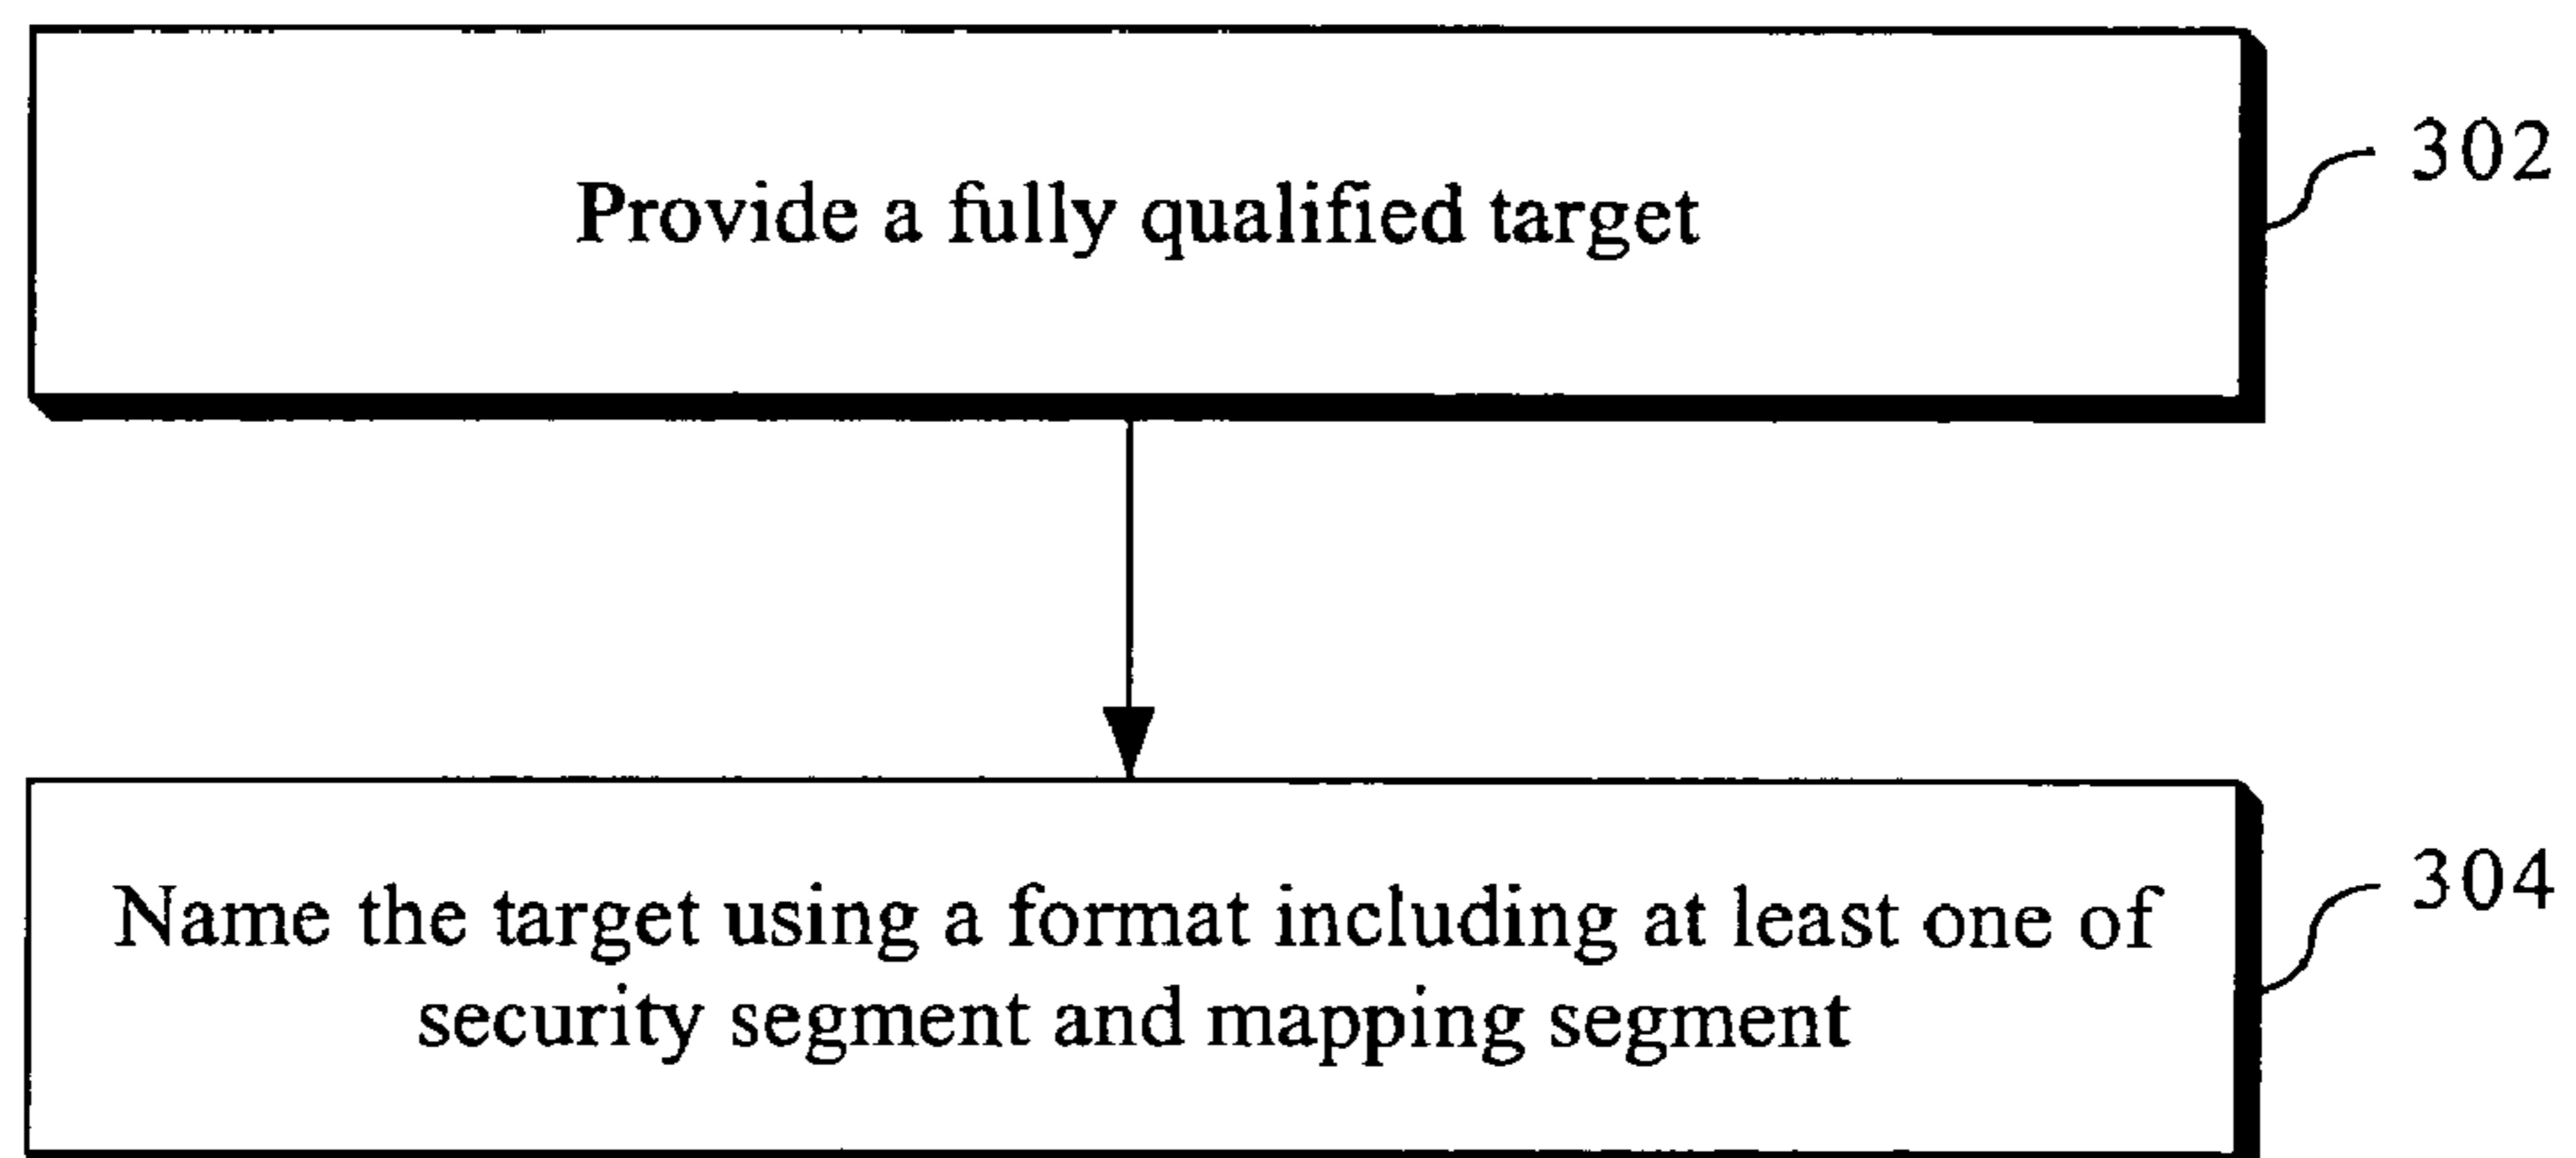 Provide a fully qualified target
302
Name the target using a format including at least one of
security segment and mapping segment
304